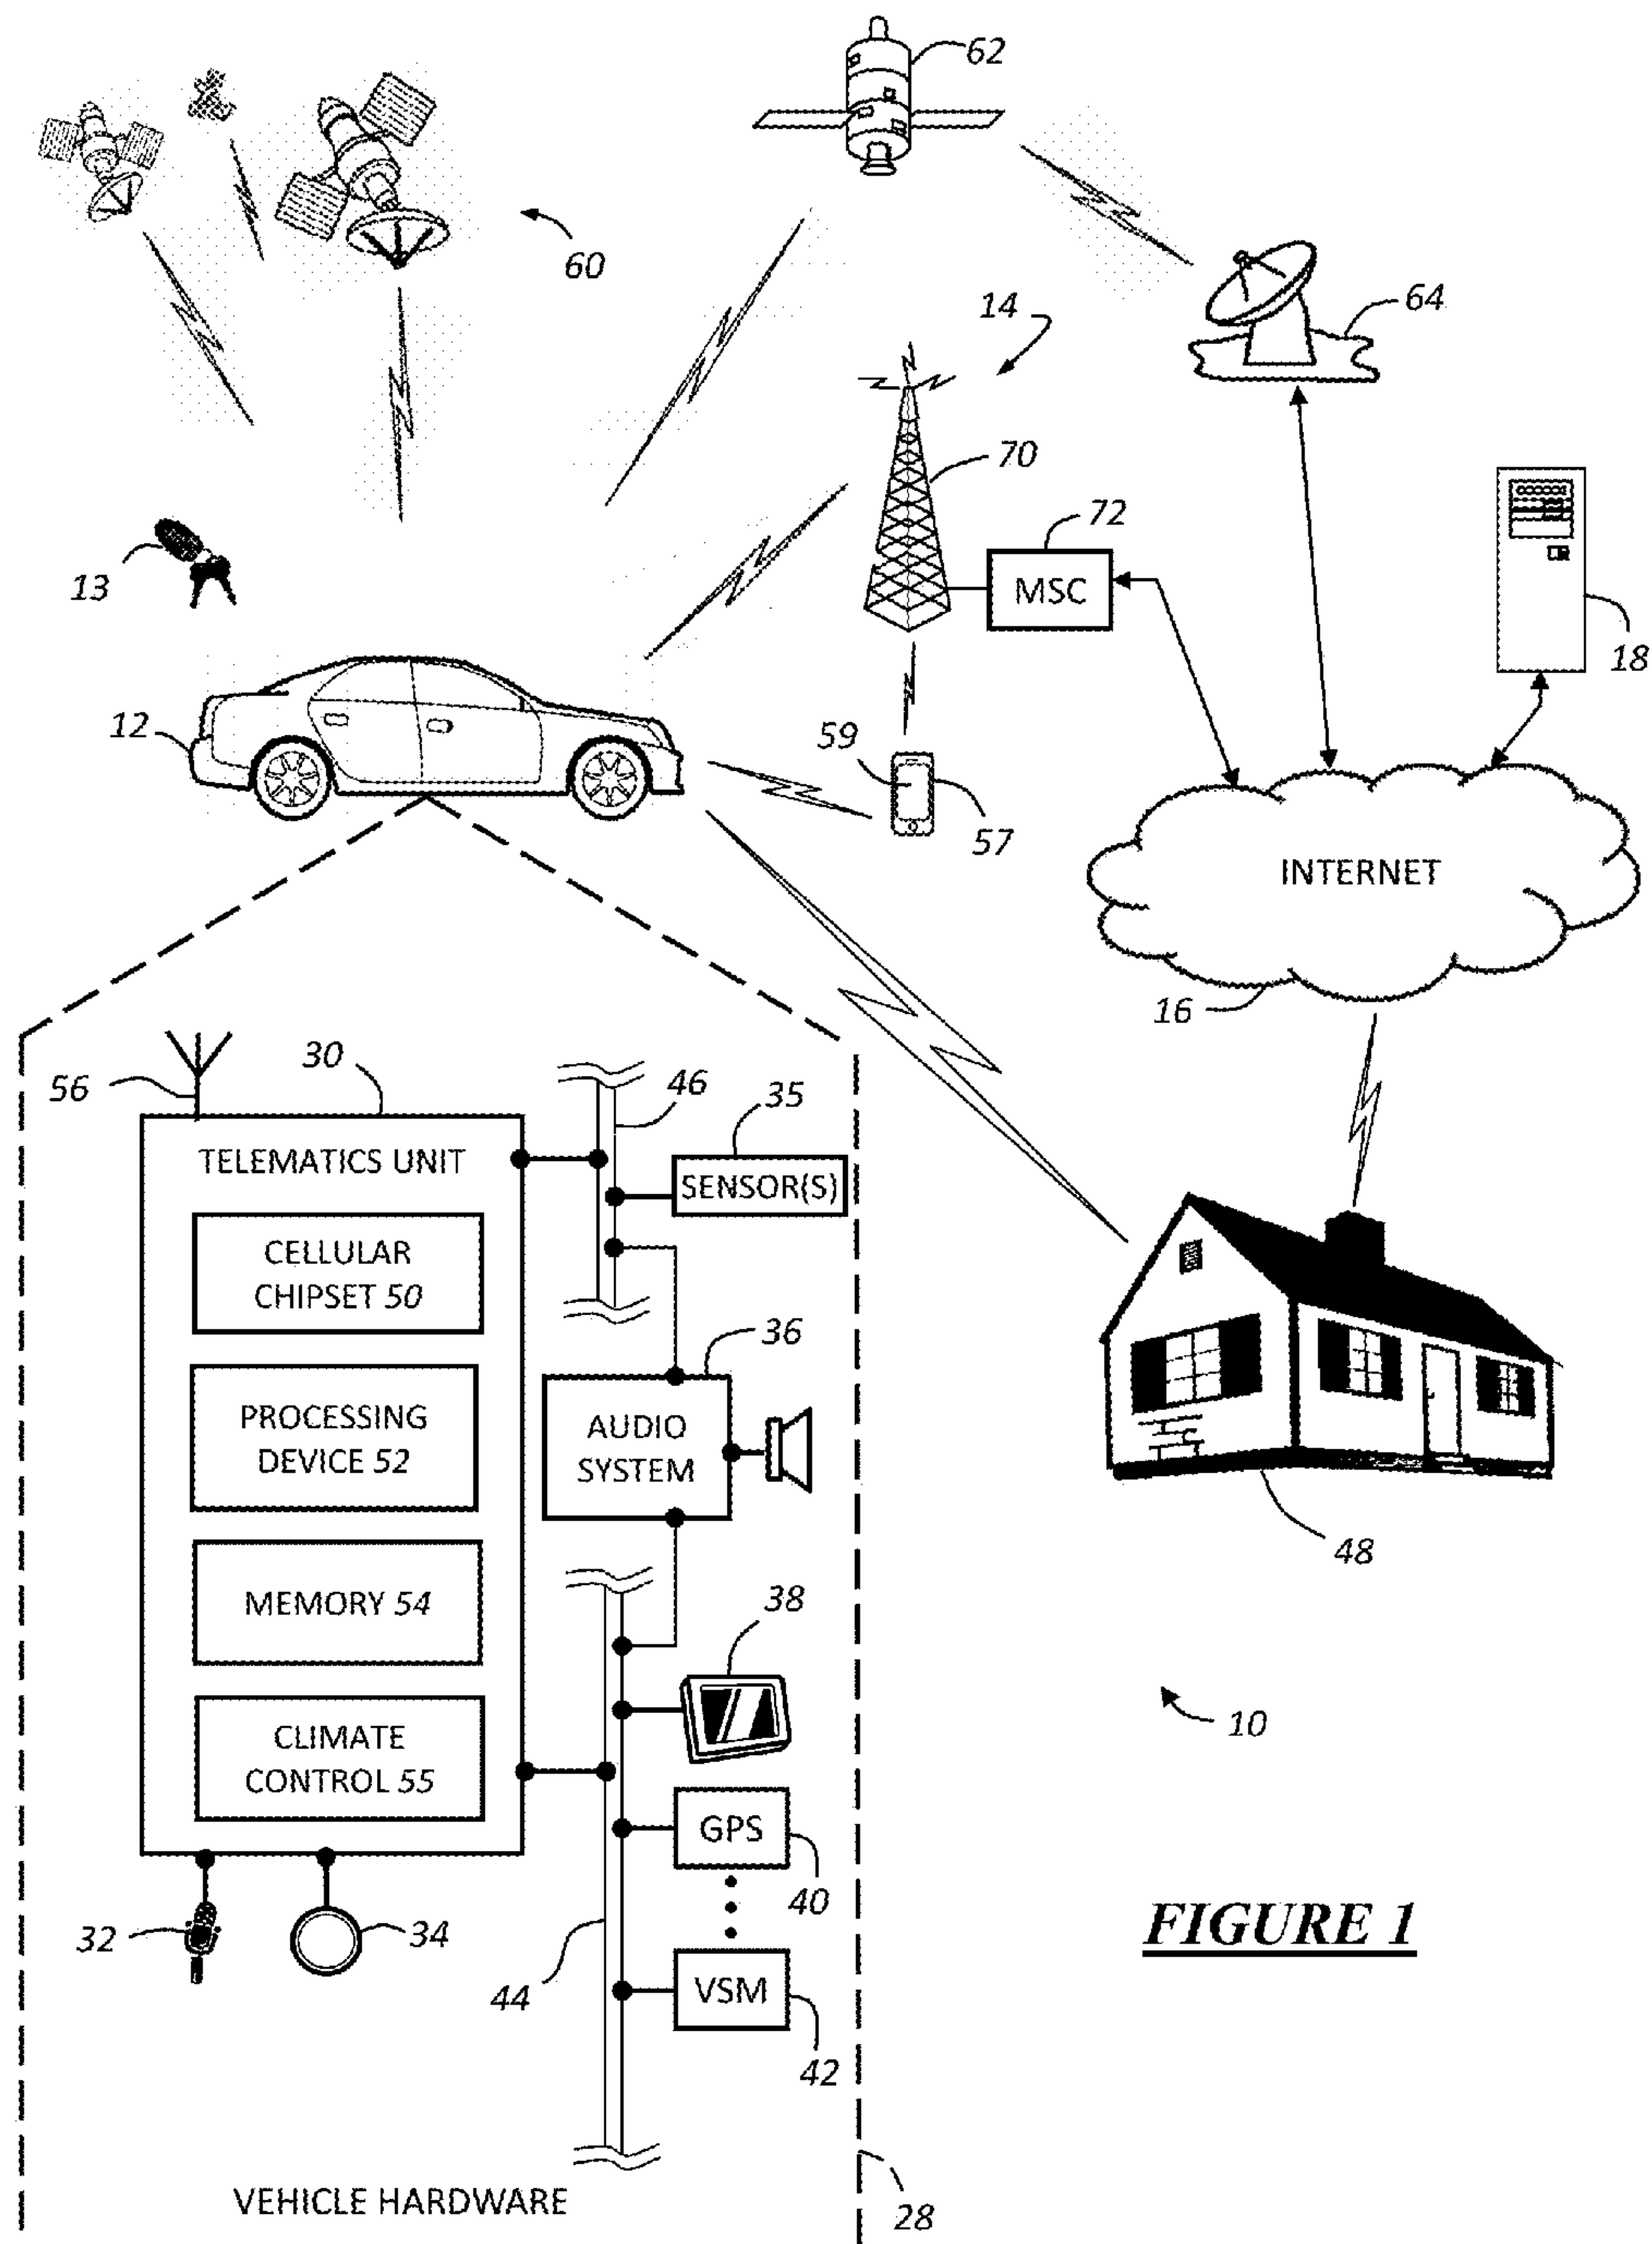 62
60
14
64
70
72
MSC
13
18
12
59
57
INTERNET
16
30
56
46
35
TELEMATICS UNIT
SENSOR(S)
CELLULAR
CHIPSET 50
36
PROCESSING
DEVICE 52
AUDIO
SYSTEM
48
MEMORY 54
38
10
CLIMATE
CONTROL 55
GPS
40
32
34
44
VSM
42
FIGURE 1
VEHICLE HARDWARE
28